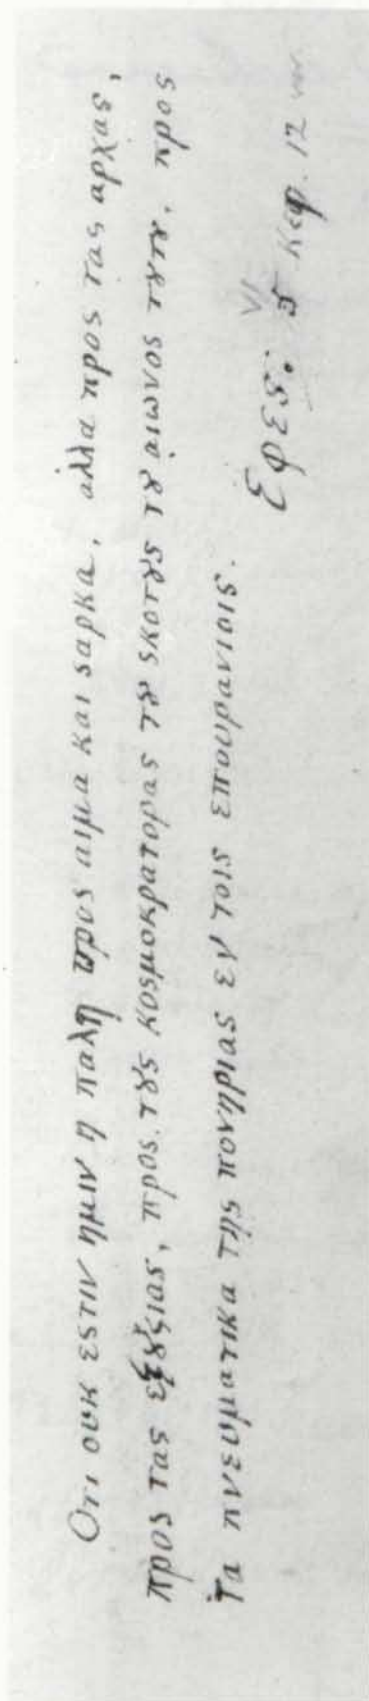 Οτι ουκ εστιν ημιν η παλη προς αιμα και σαρκα, αλλα προς τας αρχας,
προς τας εξȣσιας, προς τȣς κοσμοκρατορας τȣ σκοτȣς τȣ αιωνος τȣτȣ. προς
Τα πνευματικα της πονηριας εν τοις επουρανιοις.
VI
Εφες: ϛ κεφ. 12 ver